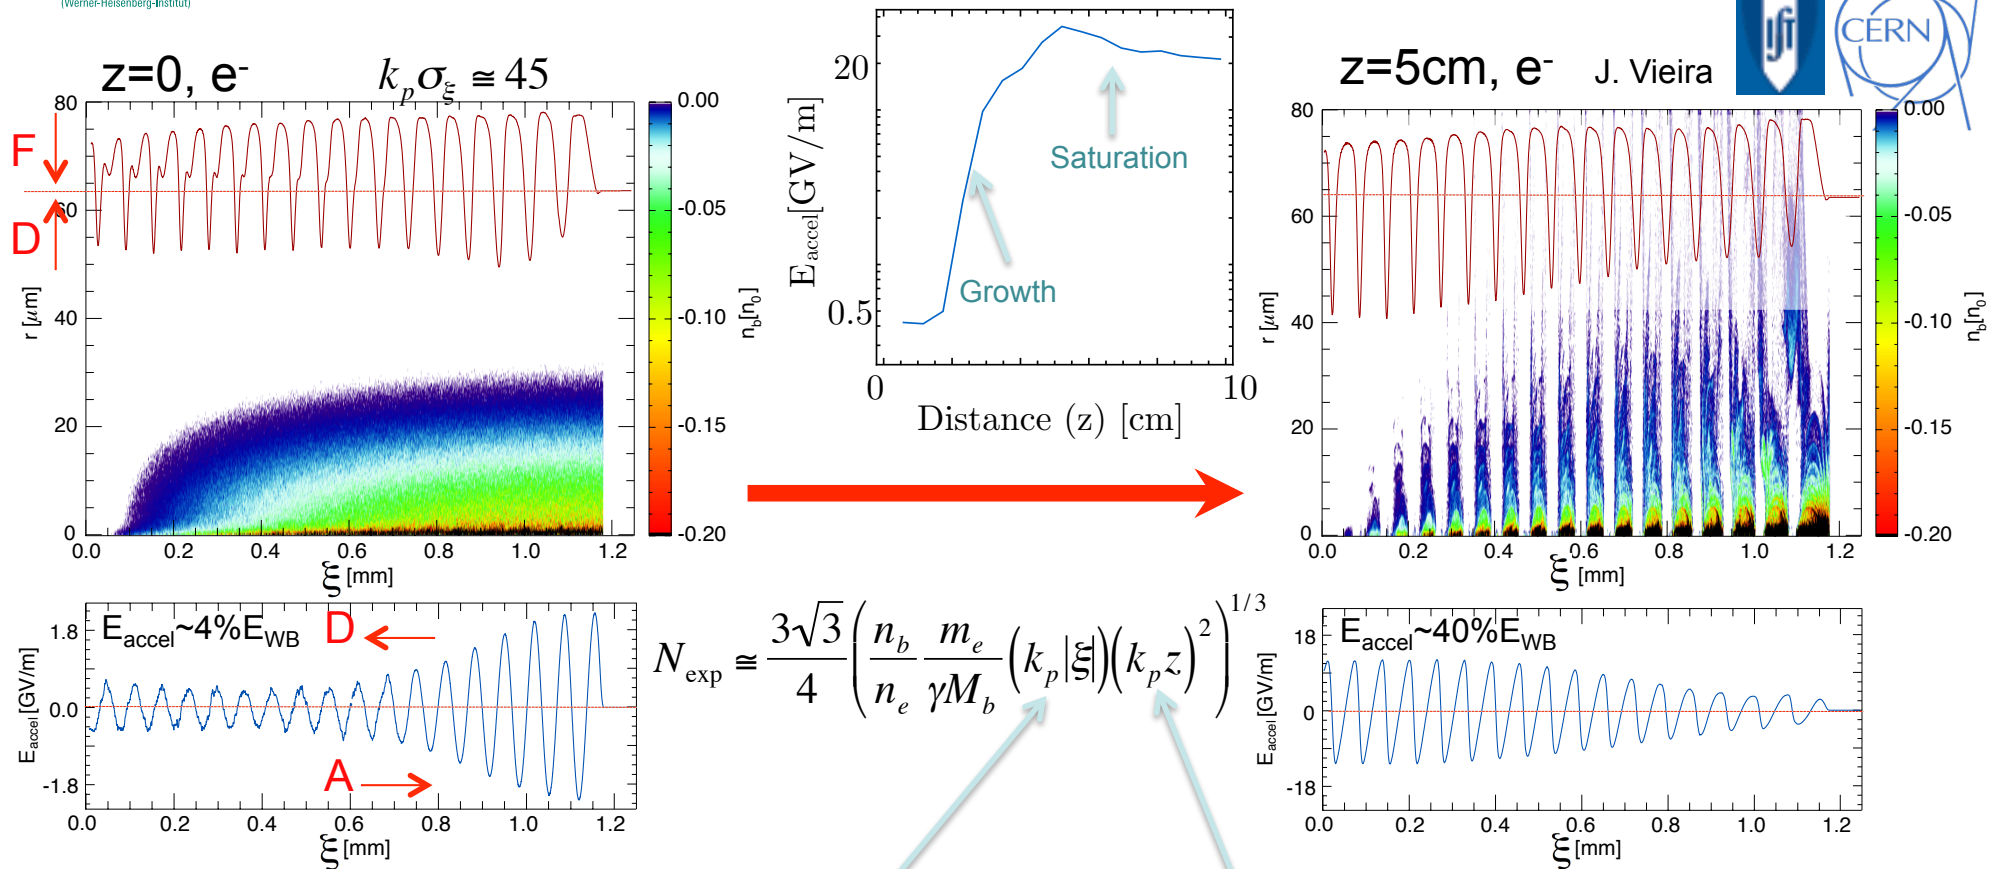 (Werner-Heisenberg-Institut)
z=0, e⁻
k_p σ_ξ ≅ 45
F
D
80
60
40
20
0
r [μm]
0.0 0.2 0.4 0.6 0.8 1.0 1.2
ξ [mm]
0.00
-0.05
-0.10
-0.15
-0.20
n_b[n_0]
E_accel~4%E_WB
D
A
1.8
0.0
-1.8
E_accel[GV/m]
0.0 0.2 0.4 0.6 0.8 1.0 1.2
ξ [mm]
20
0.5
E_accel[GV/m]
Saturation
Growth
0 10
Distance (z) [cm]
N_exp ≅ 3√3/4 (n_b/n_e m_e/γM_b (k_p|ξ|)(k_p z)²)^1/3
z=5cm, e⁻
J. Vieira
IST
CERN
80
60
40
20
0
r [μm]
0.0 0.2 0.4 0.6 0.8 1.0 1.2
ξ [mm]
0.00
-0.05
-0.10
-0.15
-0.20
n_b[n_0]
E_accel~40%E_WB
18
0
-18
E_accel[GV/m]
0.0 0.2 0.4 0.6 0.8 1.0 1.2
ξ [mm]